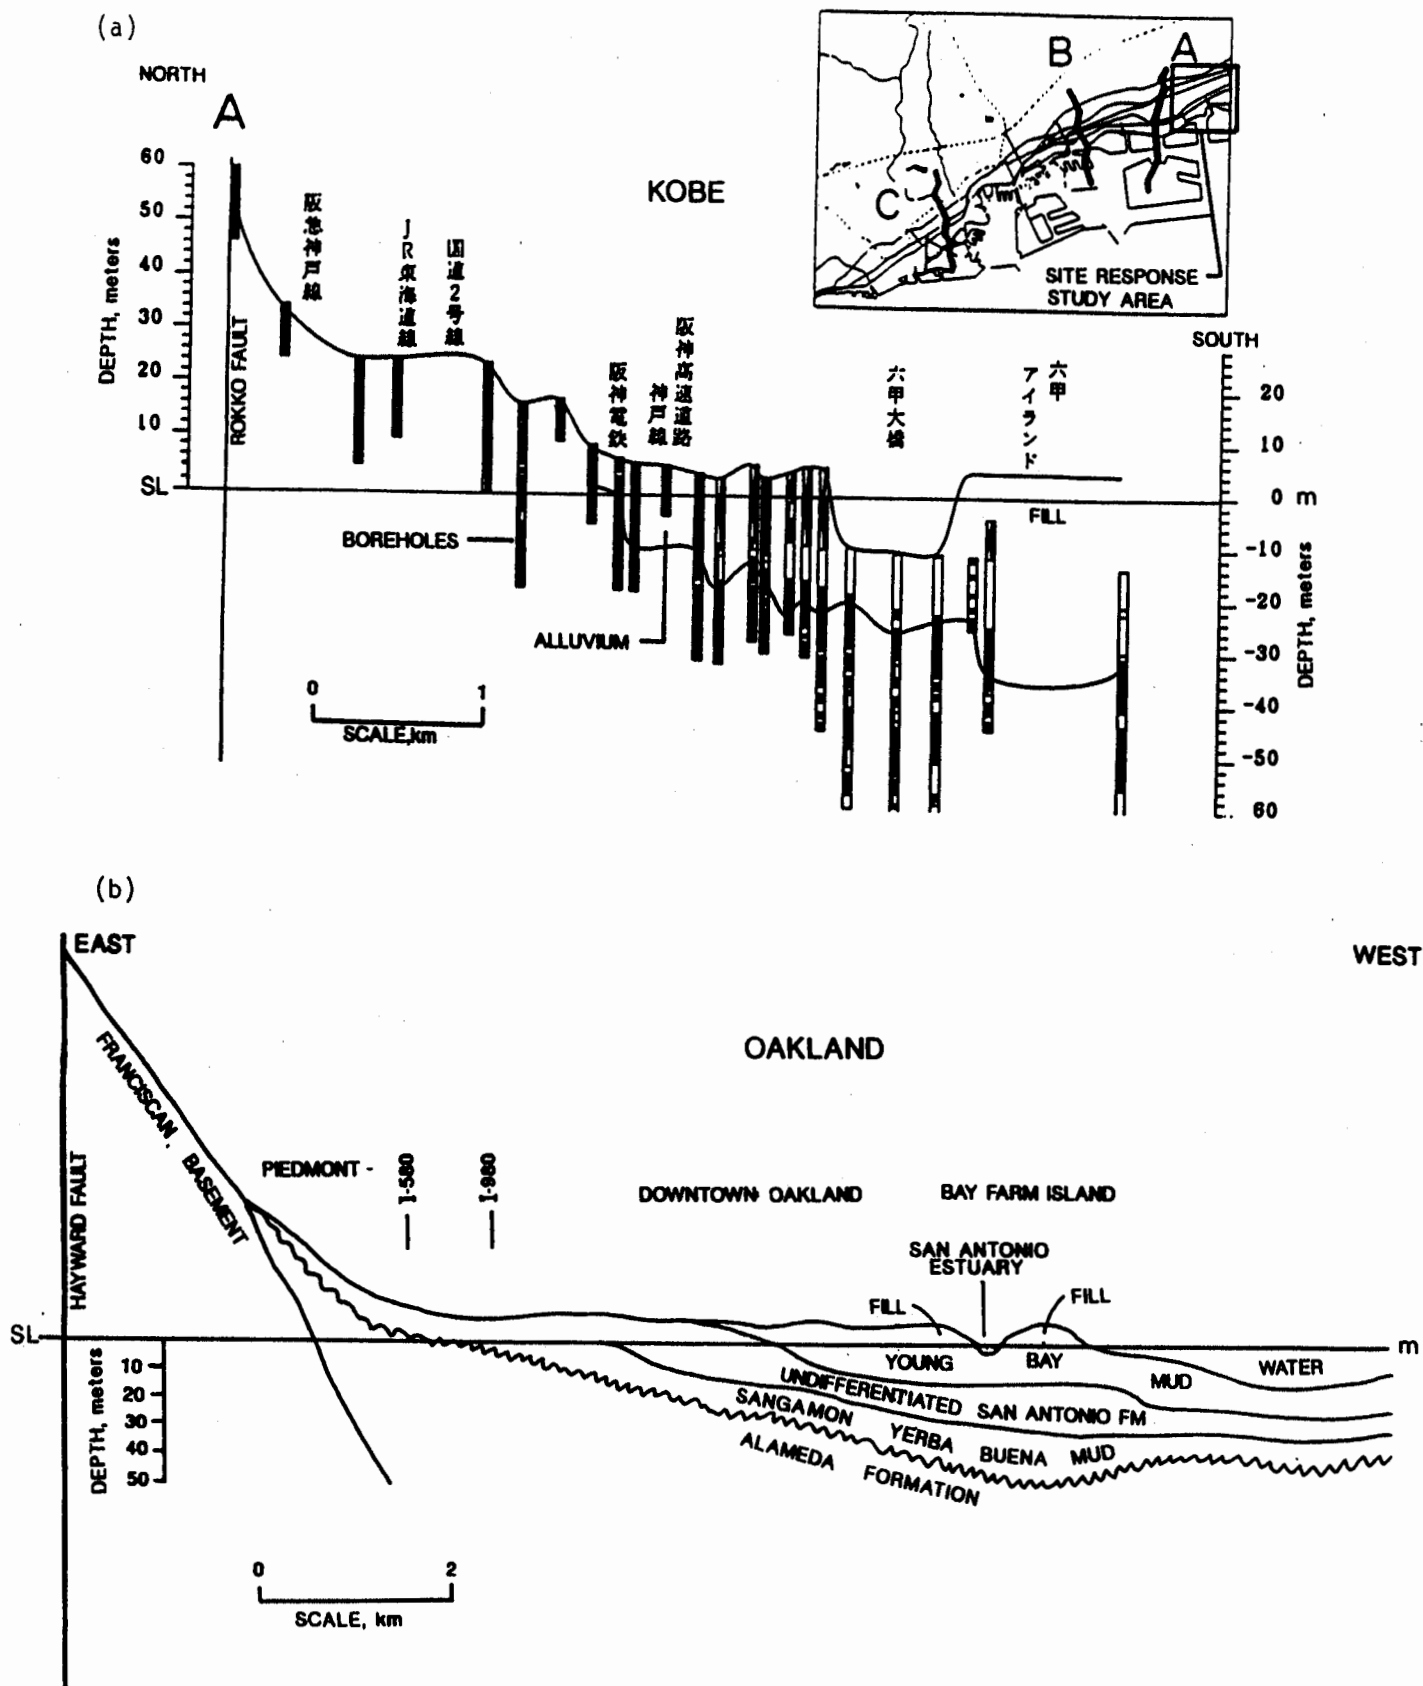 (a)
NORTH
A
60
50
40
30
20
10
SL
DEPTH, meters
ROKKO FAULT
阪急神戸線
JR東海道線
国道2号線
KOBE
阪神電鉄
神戸線
阪神高速道路
六甲大橋
六甲
アイランド
B
A
C
SITE RESPONSE
STUDY AREA
SOUTH
20
10
0 m
-10
-20
-30
-40
-50
60
DEPTH, meters
FILL
BOREHOLES
ALLUVIUM
0
1
SCALE,km
(b)
EAST
WEST
OAKLAND
FRANCISCAN BASEMENT
HAYWARD FAULT
PIEDMONT -
I-580
I-980
DOWNTOWN OAKLAND
BAY FARM ISLAND
SAN ANTONIO
ESTUARY
FILL
FILL
SL
m
YOUNG BAY MUD
WATER
UNDIFFERENTIATED SAN ANTONIO FM
SANGAMON YERBA BUENA MUD
ALAMEDA FORMATION
10
20
30
40
50
DEPTH, meters
0
2
SCALE, km